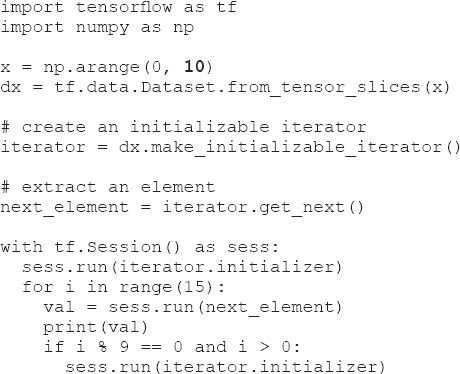 import tensorflow as tf
import numpy as np
x = np.arange(0, 10)
dx = tf.data.Dataset.from_tensor_slices(x)
# create an initializable iterator
iterator = dx.make_initializable_iterator()
# extract an element
next_element = iterator.get_next()
with tf.Session() as sess:
  sess.run(iterator.initializer)
  for i in range(15):
    val = sess.run(next_element)
    print(val)
    if i % 9 == 0 and i > 0:
      sess.run(iterator.initializer)